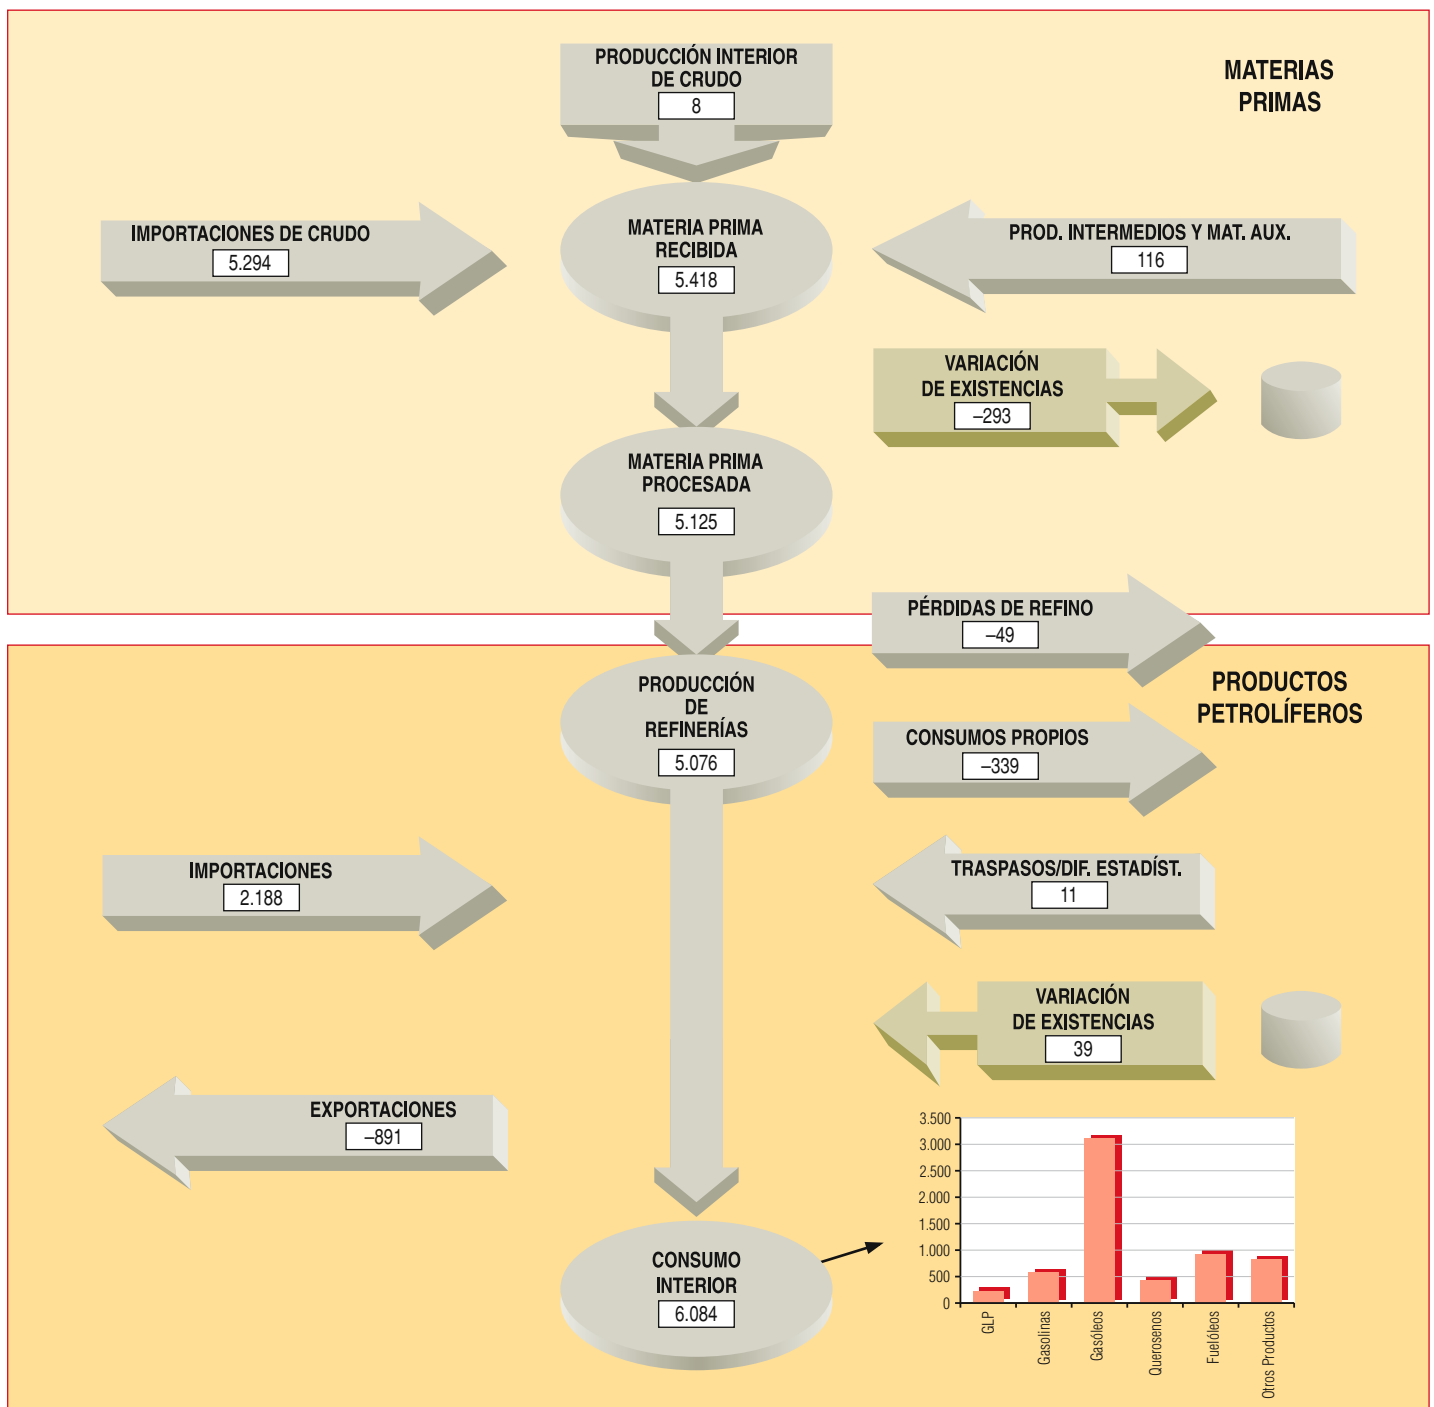 PRODUCCIÓN INTERIOR
DE CRUDO
8
MATERIAS
PRIMAS
IMPORTACIONES DE CRUDO
5.294
MATERIA PRIMA
RECIBIDA
5.418
PROD. INTERMEDIOS Y MAT. AUX.
116
VARIACIÓN
DE EXISTENCIAS
–293
MATERIA PRIMA
PROCESADA
5.125
PÉRDIDAS DE REFINO
–49
PRODUCTOS
PETROLÍFEROS
PRODUCCIÓN
DE
REFINERÍAS
5.076
CONSUMOS PROPIOS
–339
IMPORTACIONES
2.188
TRASPASOS/DIF. ESTADÍST.
11
VARIACIÓN
DE EXISTENCIAS
39
EXPORTACIONES
–891
CONSUMO
INTERIOR
6.084
3.500
3.000
2.500
2.000
1.500
1.000
500
0
GLP
Gasolinas
Gasóleos
Querosenos
Fuelóleos
Otros Productos